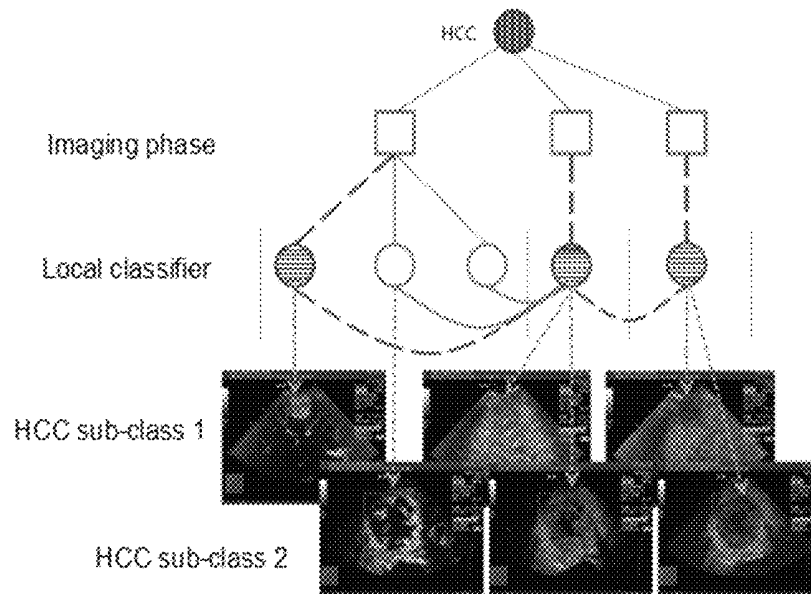 HCC
Imaging phase
Local classifier
HCC sub-class 1
HCC sub-class 2